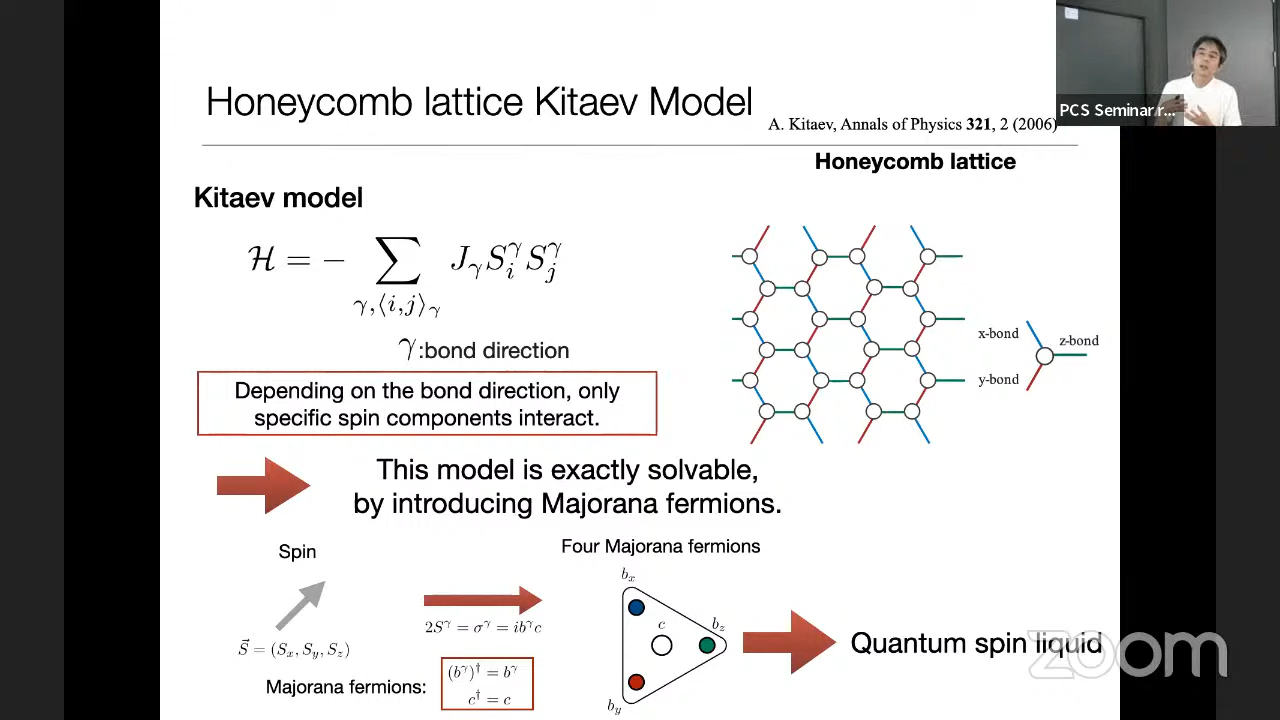 PCS Seminar r...
Honeycomb lattice Kitaev Model
A. Kitaev, Annals of Physics 321, 2 (2006)
Honeycomb lattice
Kitaev model
ℋ = − ∑_{γ,⟨i,j⟩_γ} J_γ S_i^γ S_j^γ
γ :bond direction
Depending on the bond direction, only
specific spin components interact.
x-bond
z-bond
y-bond
This model is exactly solvable,
by introducing Majorana fermions.
Spin
Four Majorana fermions
b_x
2S^γ = σ^γ = ib^γ c
c
b_z
S⃗ = (S_x, S_y, S_z)
Quantum spin liquid
zoom
Majorana fermions:
(b^γ)^† = b^γ
c^† = c
b_y